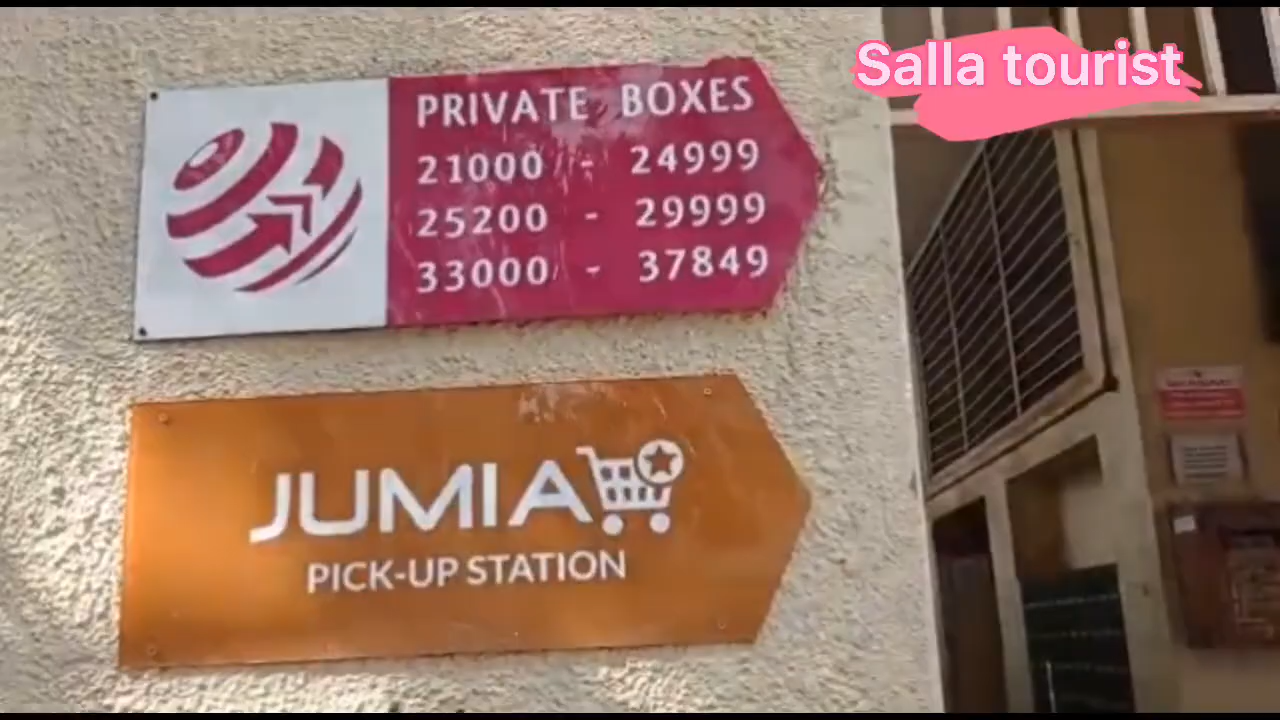 Salla tourist
PRIVATE BOXES
21000 - 24999
25200 - 29999
33000 - 37849
JUMIA
PICK-UP STATION